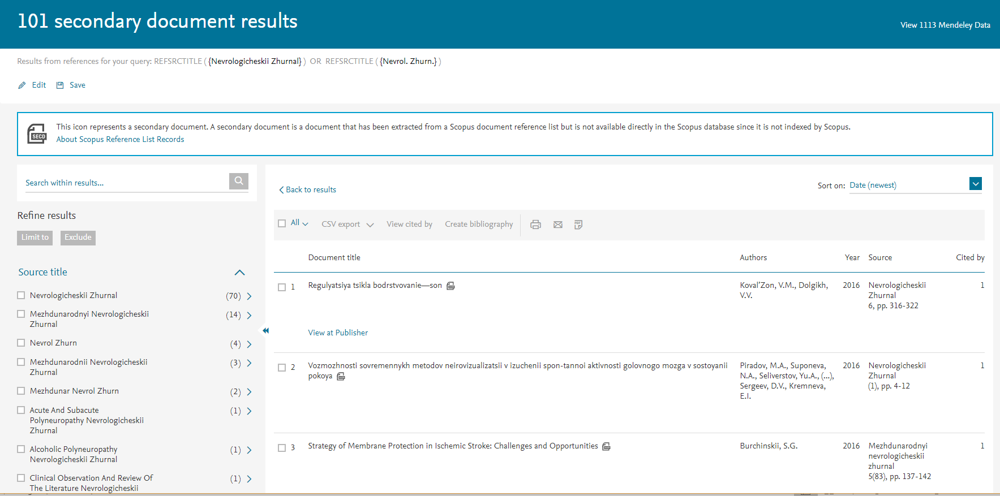 101 secondary document results
View 1113 Mendeley Data
Results from references for your query: REFSRCTITLE ( {Nevrologicheskii Zhurnal} ) OR REFSRCTITLE ( {Nevrol. Zhurn.} )
Edit Save
This icon represents a secondary document. A secondary document is a document that has been extracted from a Scopus document reference list but is not available directly in the Scopus database since it is not indexed by Scopus.
SECD
About Scopus Reference List Records
Search within results...
Back to results
Sort on: Date (newest)
Refine results
Limit to Exclude
All CSV export View cited by Create bibliography
PDF
Source title
Nevrologicheskii Zhurnal (70)
Mezhdunarodnyi Nevrologicheskii
Zhurnal (14)
Nevrol Zhurn (4)
Mezhdunarodnii Nevrologicheskii
Zhurnal (3)
Mezhdunar Nevrol Zhurn (2)
Acute And Subacute
Polyneuropathy Nevrologicheskii
Zhurnal (1)
Alcoholic Polyneuropathy
Nevrologicheskii Zhurnal (1)
Clinical Observation And Review Of
The Literature Nevrologicheskii (1)
Document title Authors Year Source Cited by
1 Regulyatsiya tsikla bodrstvovanie—son Koval'Zon, V.M., Dolgikh, 2016 Nevrologicheskii 1
V.V. Zhurnal
6, pp. 316-322
View at Publisher
2 Vozmozhnosti sovremennykh metodov neirovizualizatsii v izuchenii spon-tannoi aktivnosti golovnogo mozga v sostoyanii Piradov, M.A., Suponeva, 2016 Nevrologicheskii 1
pokoya N.A., Seliverstov, Yu.A., (...), Zhurnal
Sergeev, D.V., Kremneva, (1), pp. 4-12
E.I.
3 Strategy of Membrane Protection in Ischemic Stroke: Challenges and Opportunities Burchinskii, S.G. 2016 Mezhdunarodnyi 1
nevrologicheskii
zhurnal
5(83), pp. 137-142